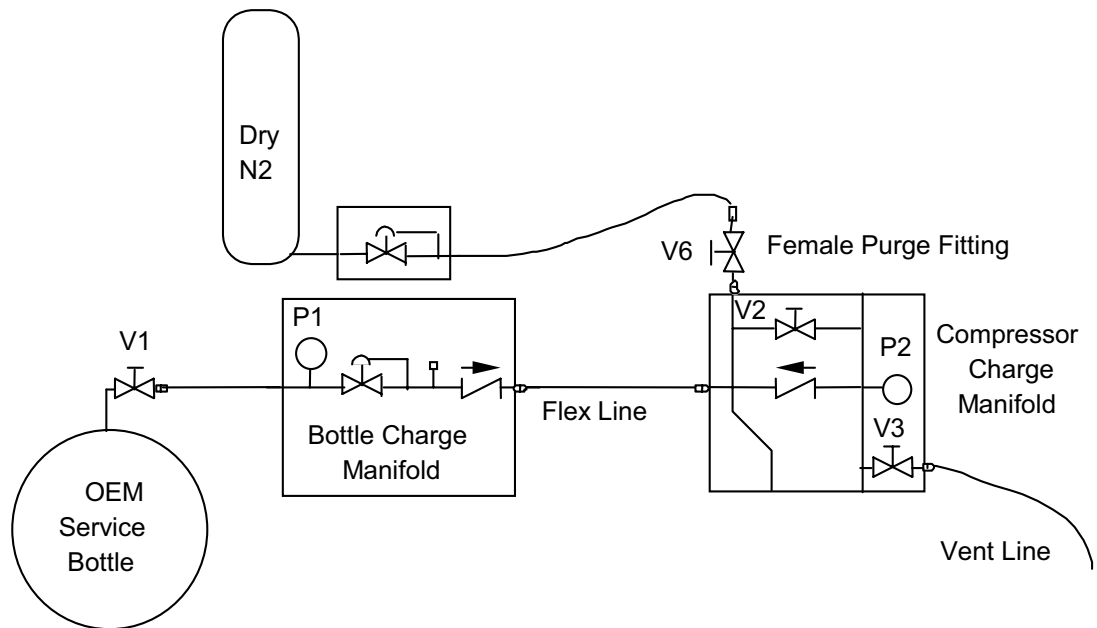 Dry
N2
V6
Female Purge Fitting
P1
V1
V2
P2
Compressor
Charge
Manifold
V3
Flex Line
Bottle Charge
Manifold
OEM
Service
Bottle
Vent Line